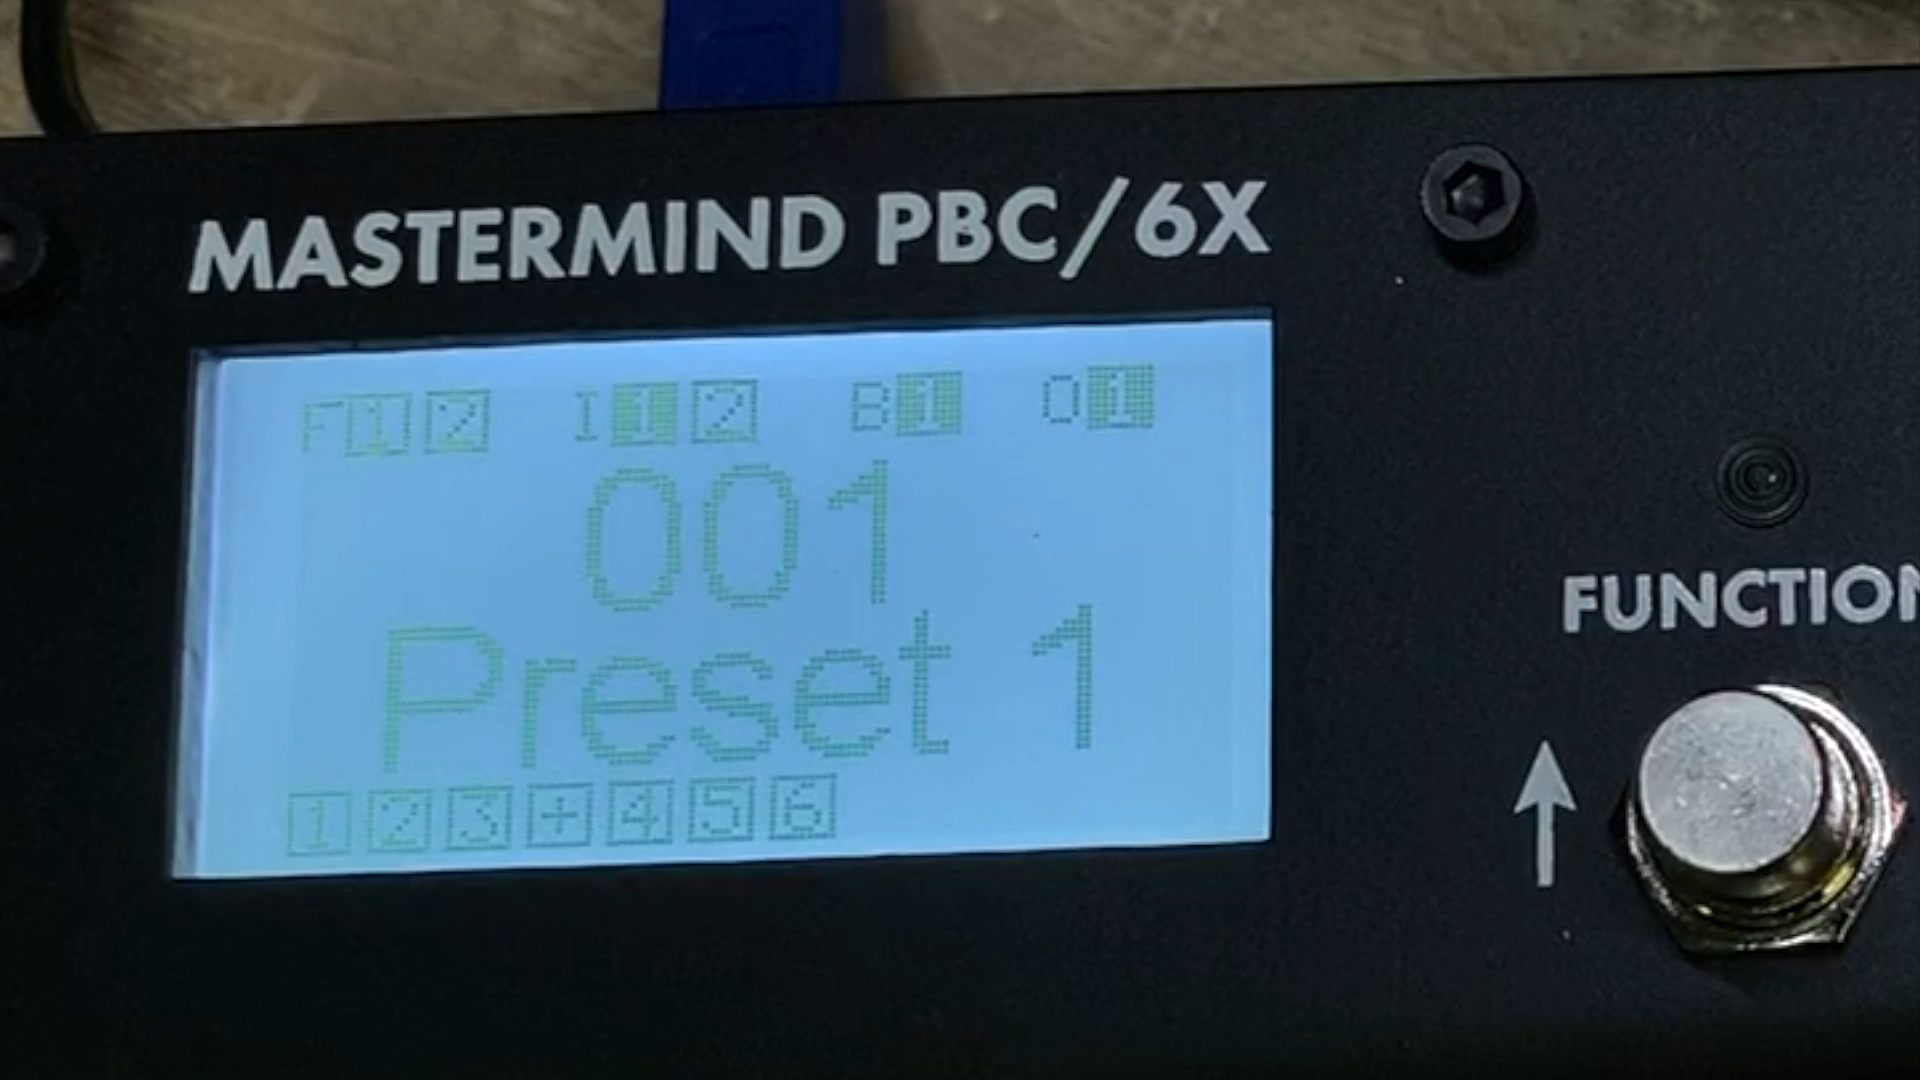 MASTERMIND PBC/6X
F 1 2 I 1 2 B 1 O 1
001
Preset 1
1 2 3 + 4 5 6
FUNCTION